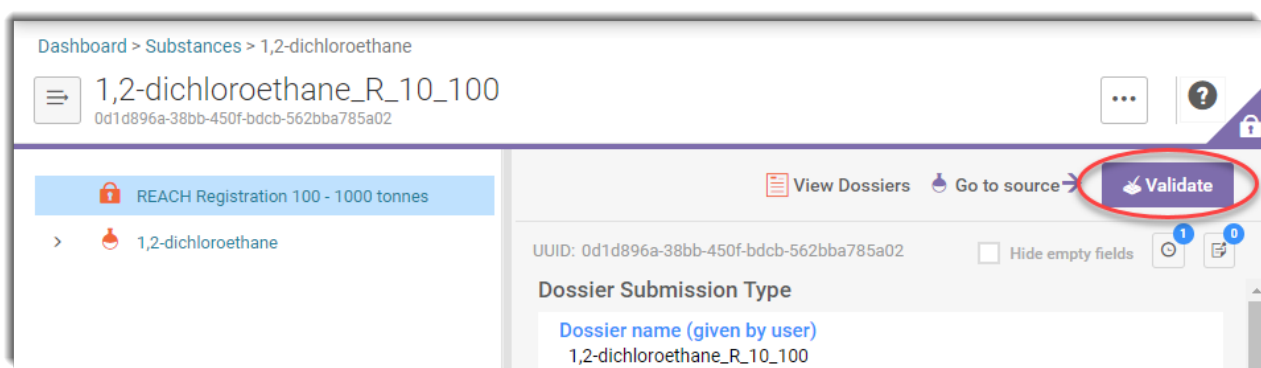 Dashboard > Substances > 1,2-dichloroethane
1,2-dichloroethane_R_10_100
0d1d896a-38bb-450f-bdcb-562bba785a02
REACH Registration 100 - 1000 tonnes
1,2-dichloroethane
View Dossiers Go to source Validate
UUID: 0d1d896a-38bb-450f-bdcb-562bba785a02 Hide empty fields 1 0
Dossier Submission Type
Dossier name (given by user)
1,2-dichloroethane_R_10_100